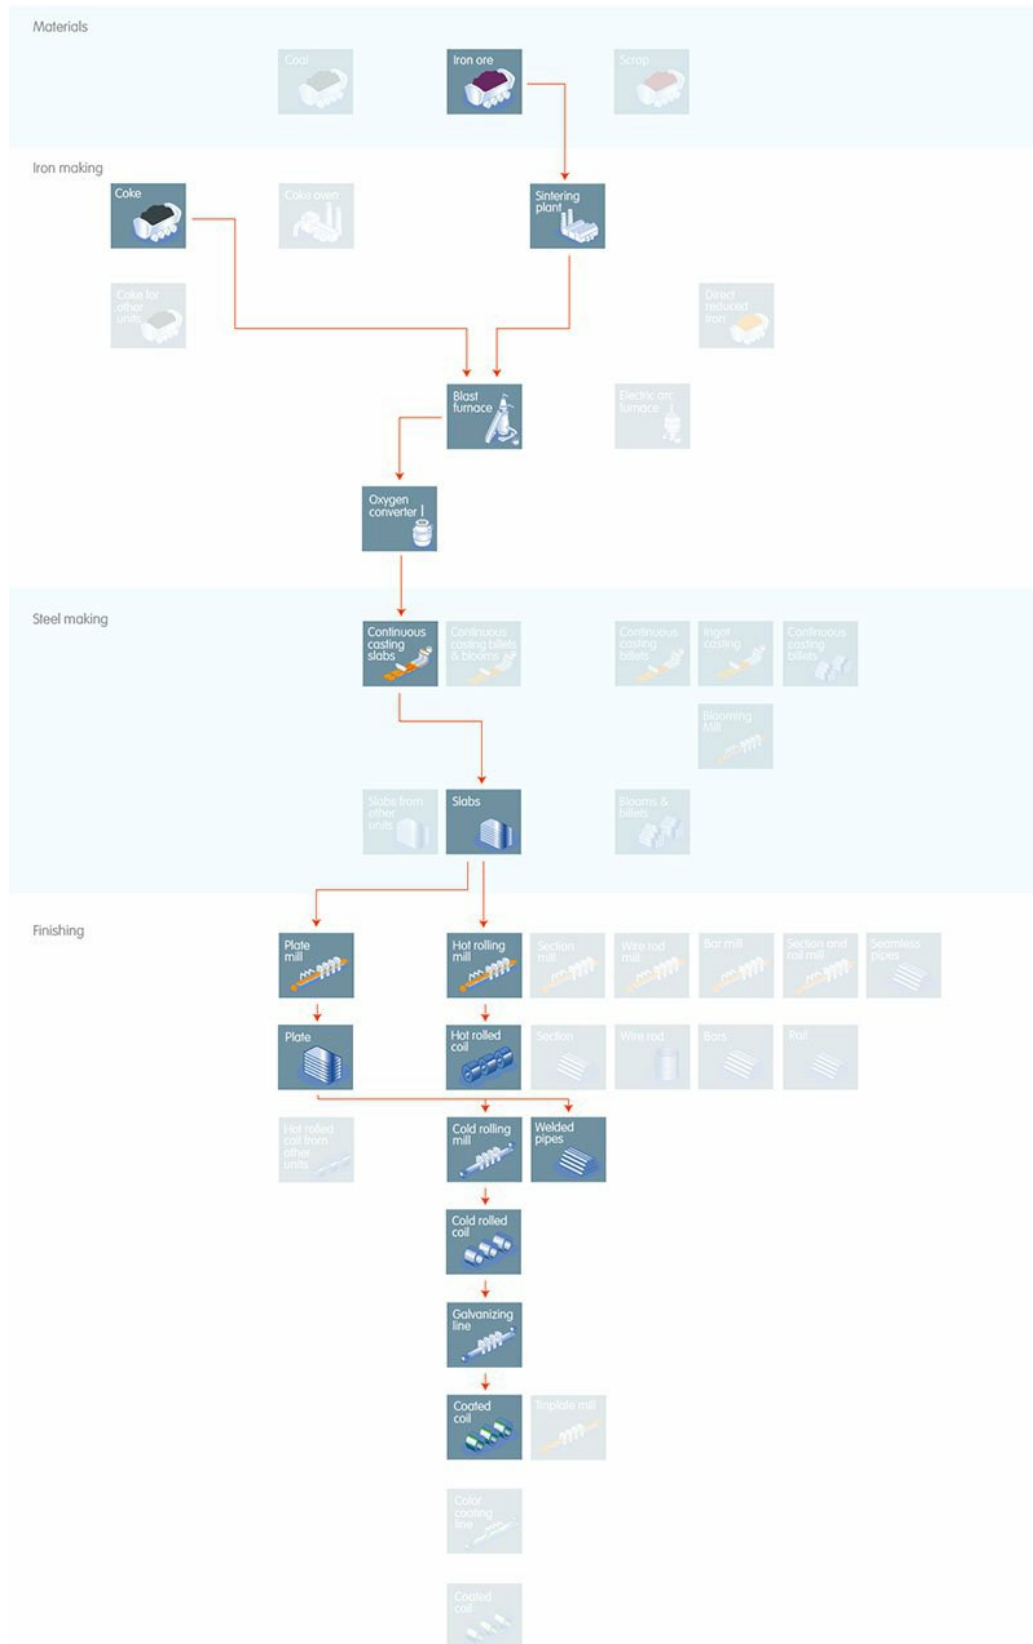 Materials
Coal
Iron ore
Scrap
Iron making
Coke
Coke oven
Sintering
plant
Coke for
other
units
Direct
reduced
Iron
Blast
furnace
Electric arc
furnace
Oxygen
converter
Steel making
Continuous
casting
slabs
Continuous
casting billets
& blooms
Continuous
casting
billets
Ingot
casting
Continuous
casting
billets
Blooming
Mill
Slabs from
other
units
Slabs
Blooms &
billets
Finishing
Plate
mill
Hot rolling
mill
Section
mill
Wire rod
mill
Bar mill
Section and
rail mill
Seamless
pipes
Plate
Hot rolled
coil
Section
Wire rod
Bars
Rail
Hot rolled
coil from
other
units
Cold rolling
mill
Welded
pipes
Cold rolled
coil
Galvanizing
line
Coated
coil
Tinplate mill
Color
coating
line
Coated
coil